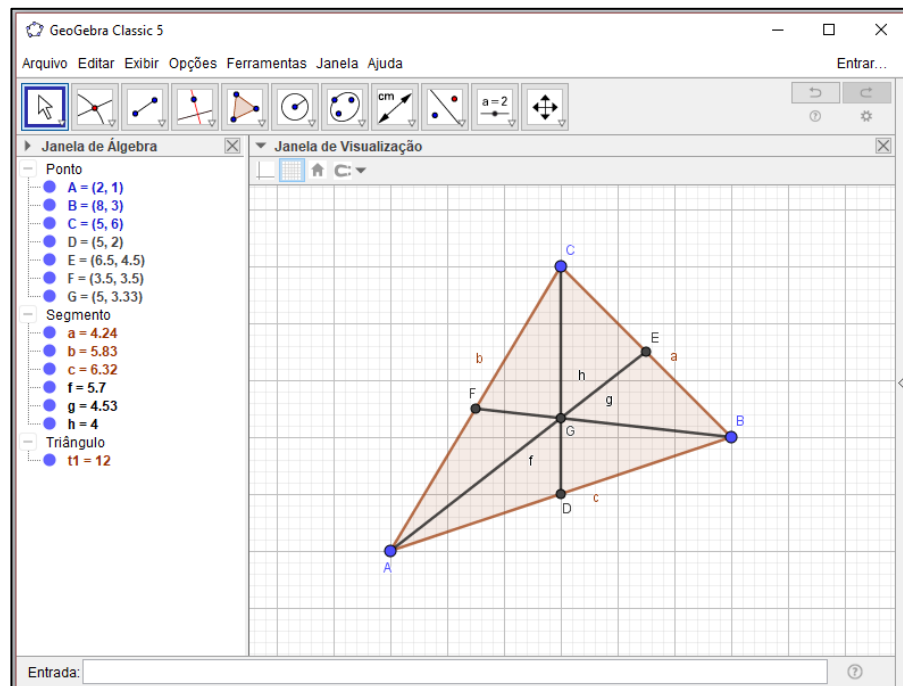 GeoGebra Classic 5
Arquivo Editar Exibir Opções Ferramentas Janela Ajuda Entrar...
cm a=2
Janela de Álgebra
Ponto
A = (2, 1)
B = (8, 3)
C = (5, 6)
D = (5, 2)
E = (6.5, 4.5)
F = (3.5, 3.5)
G = (5, 3.33)
Segmento
a = 4.24
b = 5.83
c = 6.32
f = 5.7
g = 4.53
h = 4
Triângulo
t1 = 12
Janela de Visualização
C
E
b a
h
F g
B
G
f
D c
A
Entrada: